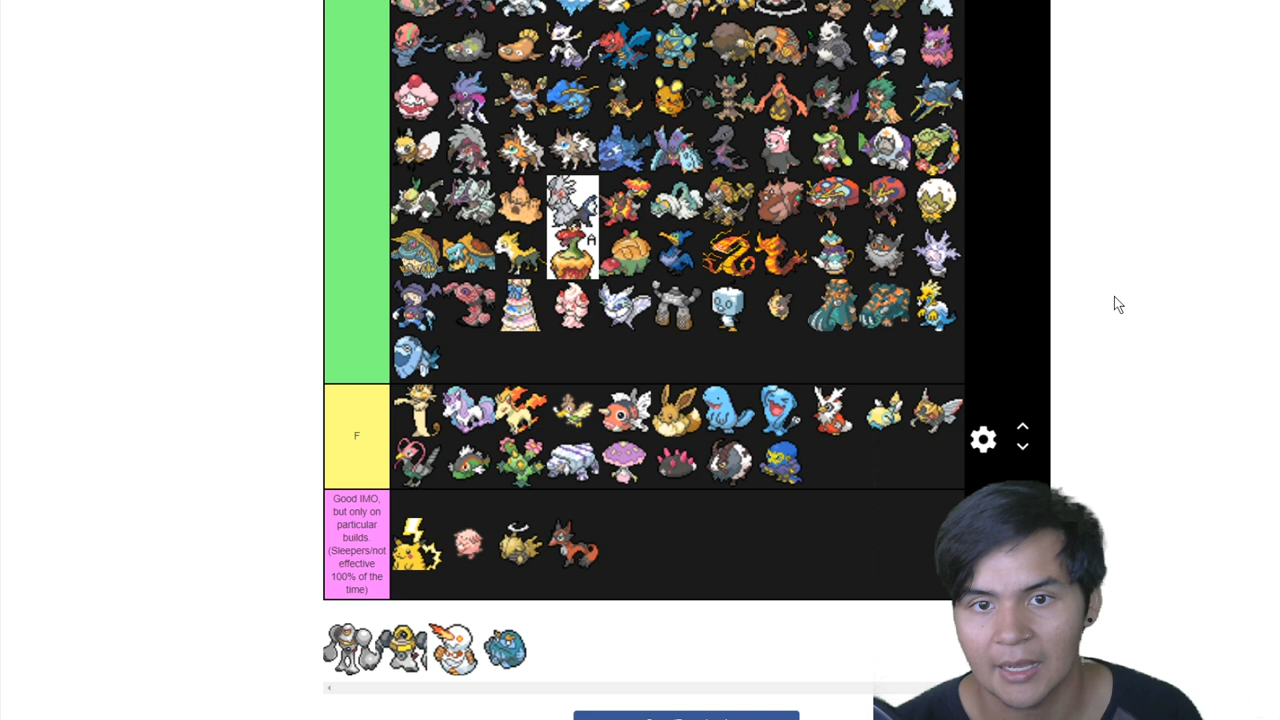 A
F
Good IMO,
but only on
particular
builds.
(Sleepers/not
effective
100% of the
time)